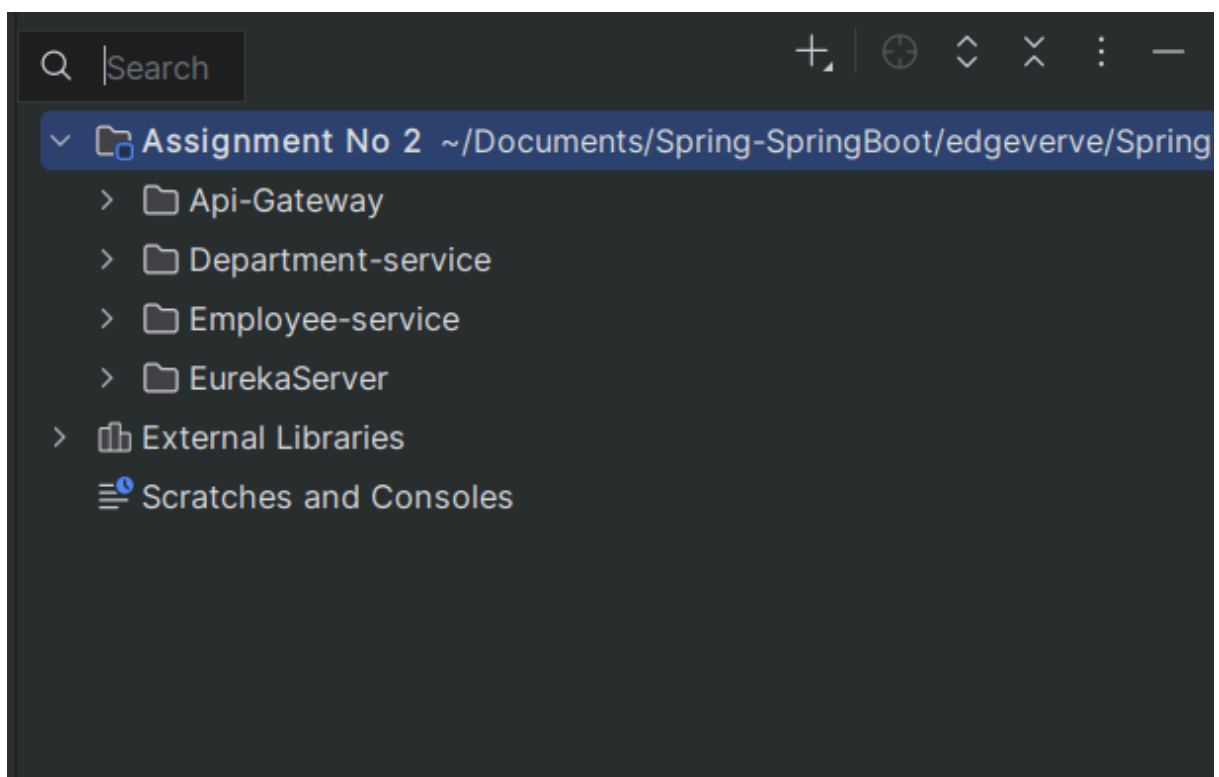 Search
Assignment No 2 ~/Documents/Spring-SpringBoot/edgeverve/Spring
Api-Gateway
Department-service
Employee-service
EurekaServer
External Libraries
Scratches and Consoles